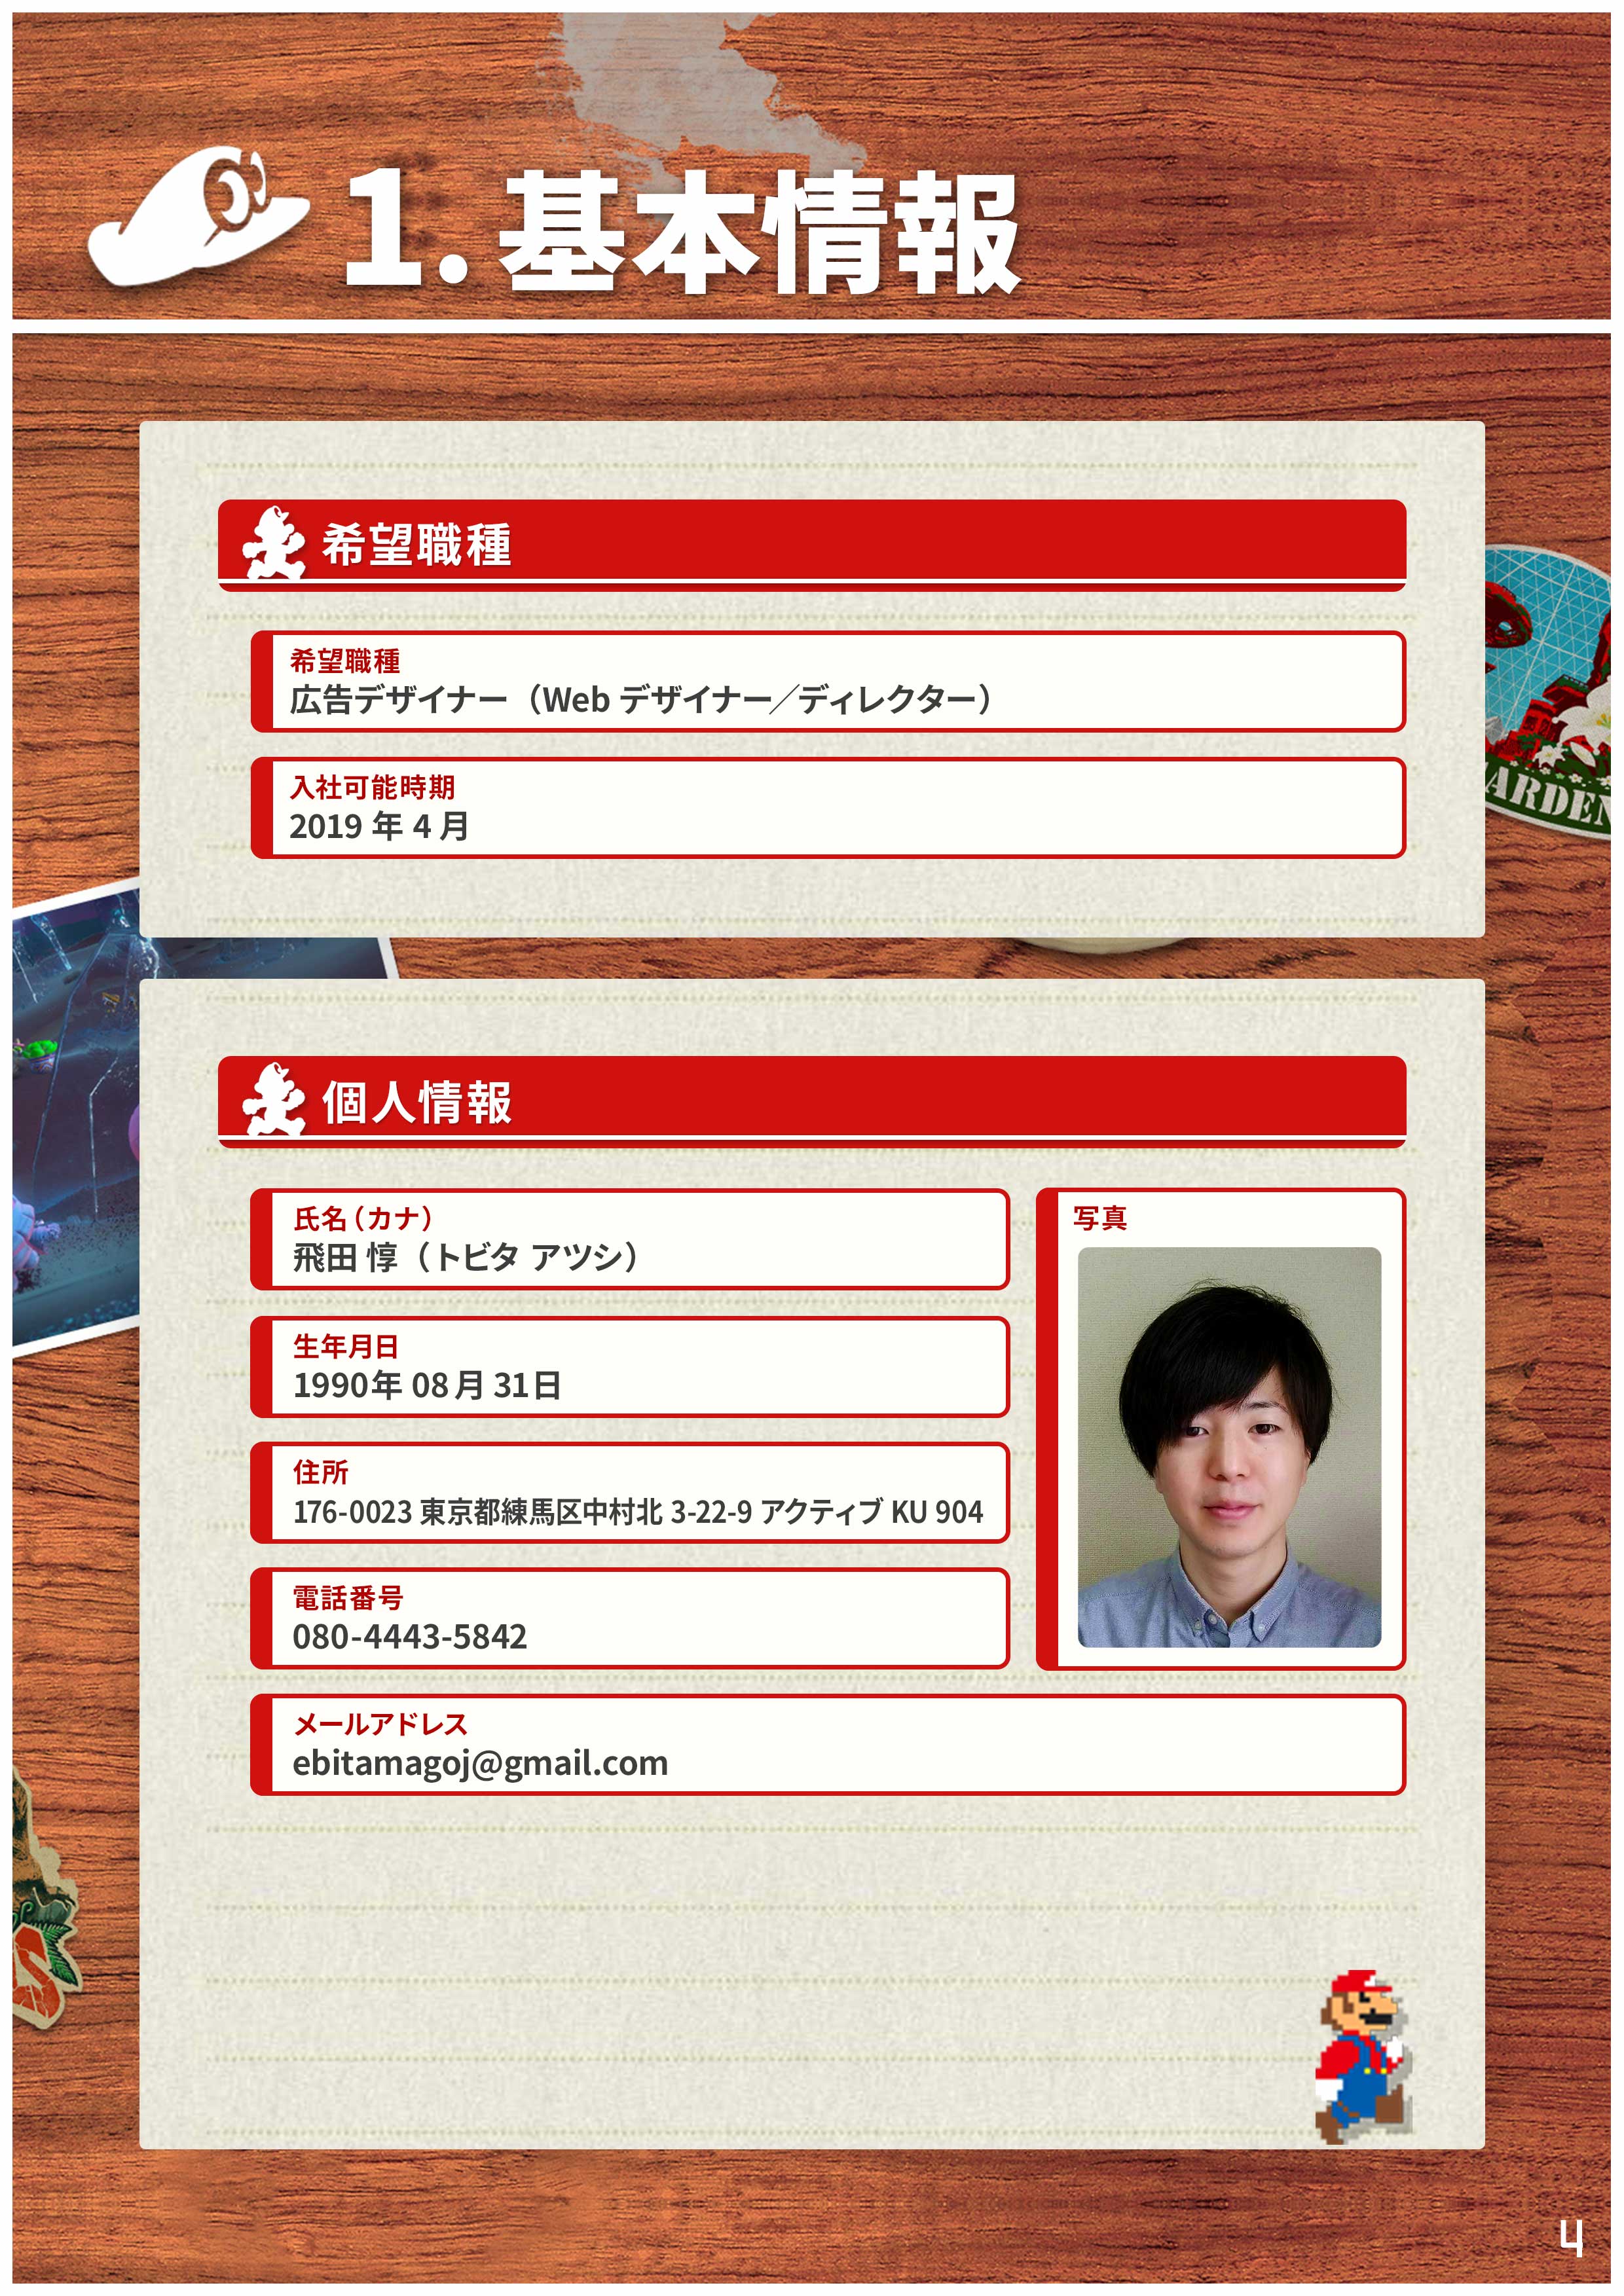 1. 基本情報
希望職種
希望職種
広告デザイナー（Web デザイナー／ディレクター）
ARDEN
入社可能時期
2019 年 4 月
個人情報
氏名（カナ）
飛田 惇（トビタ アツシ）
写真
生年月日
1990年 08月 31日
住所
176-0023 東京都練馬区中村北 3-22-9 アクティブ KU 904
電話番号
080-4443-5842
メールアドレス
ebitamagoj@gmail.com
S
4